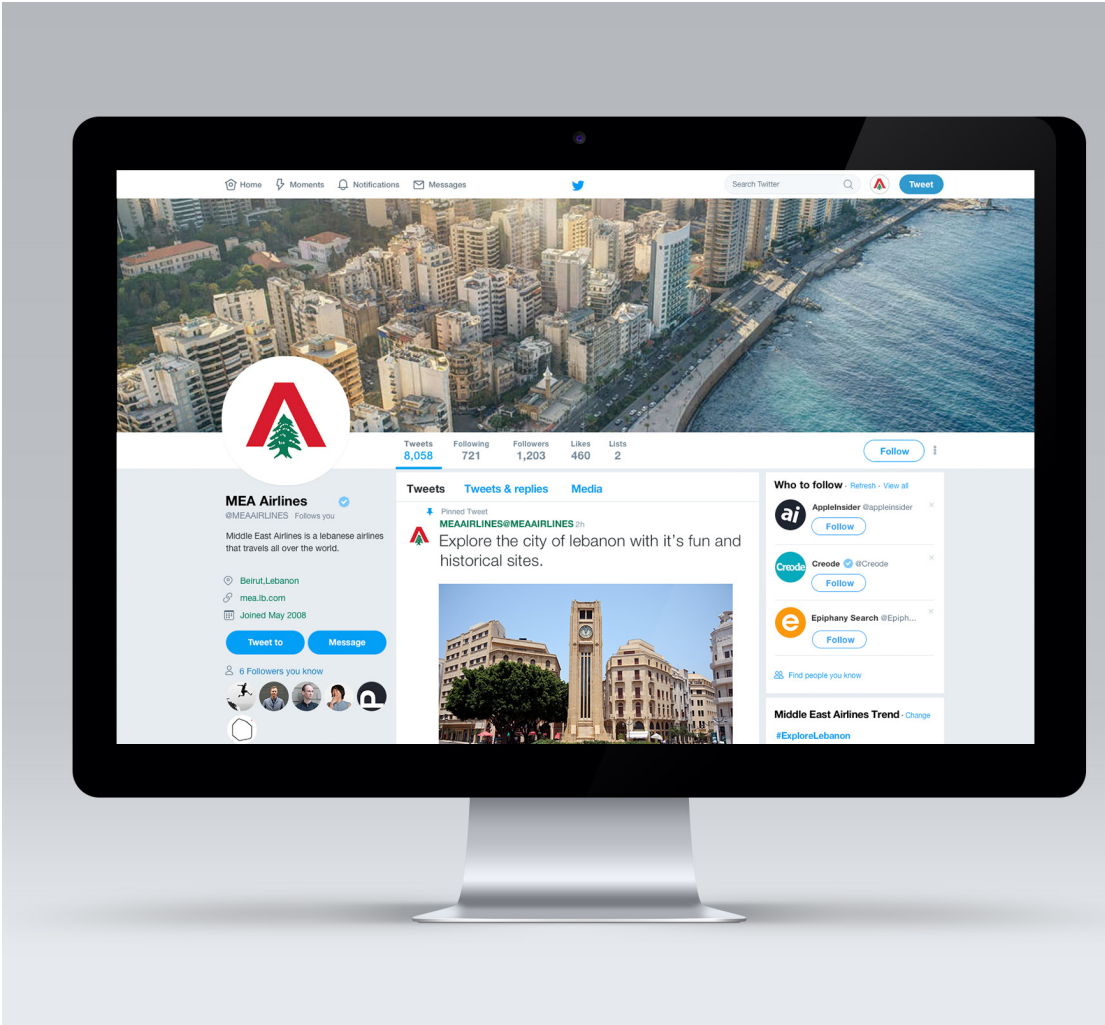 Home Moments Notifications Messages Search Twitter Tweet
Tweets Following Followers Likes Lists
8,058 721 1,203 460 2
Follow
MEA Airlines
@MEAAIRLINES Follows you
Middle East Airlines is a lebanese airlines
that travels all over the world.
Beirut,Lebanon
mea.lb.com
Joined May 2008
Tweet to Message
6 Followers you know
Tweets Tweets & replies Media
Pinned Tweet
MEAAIRLINES@MEAAIRLINES 2h
Explore the city of lebanon with it's fun and
historical sites.
Who to follow · Refresh · View all
ai
AppleInsider @appleinsider
Follow
Creode
Creode @Creode
Follow
e
Epiphany Search @Epiph...
Follow
Find people you know
Middle East Airlines Trend · Change
#ExploreLebanon